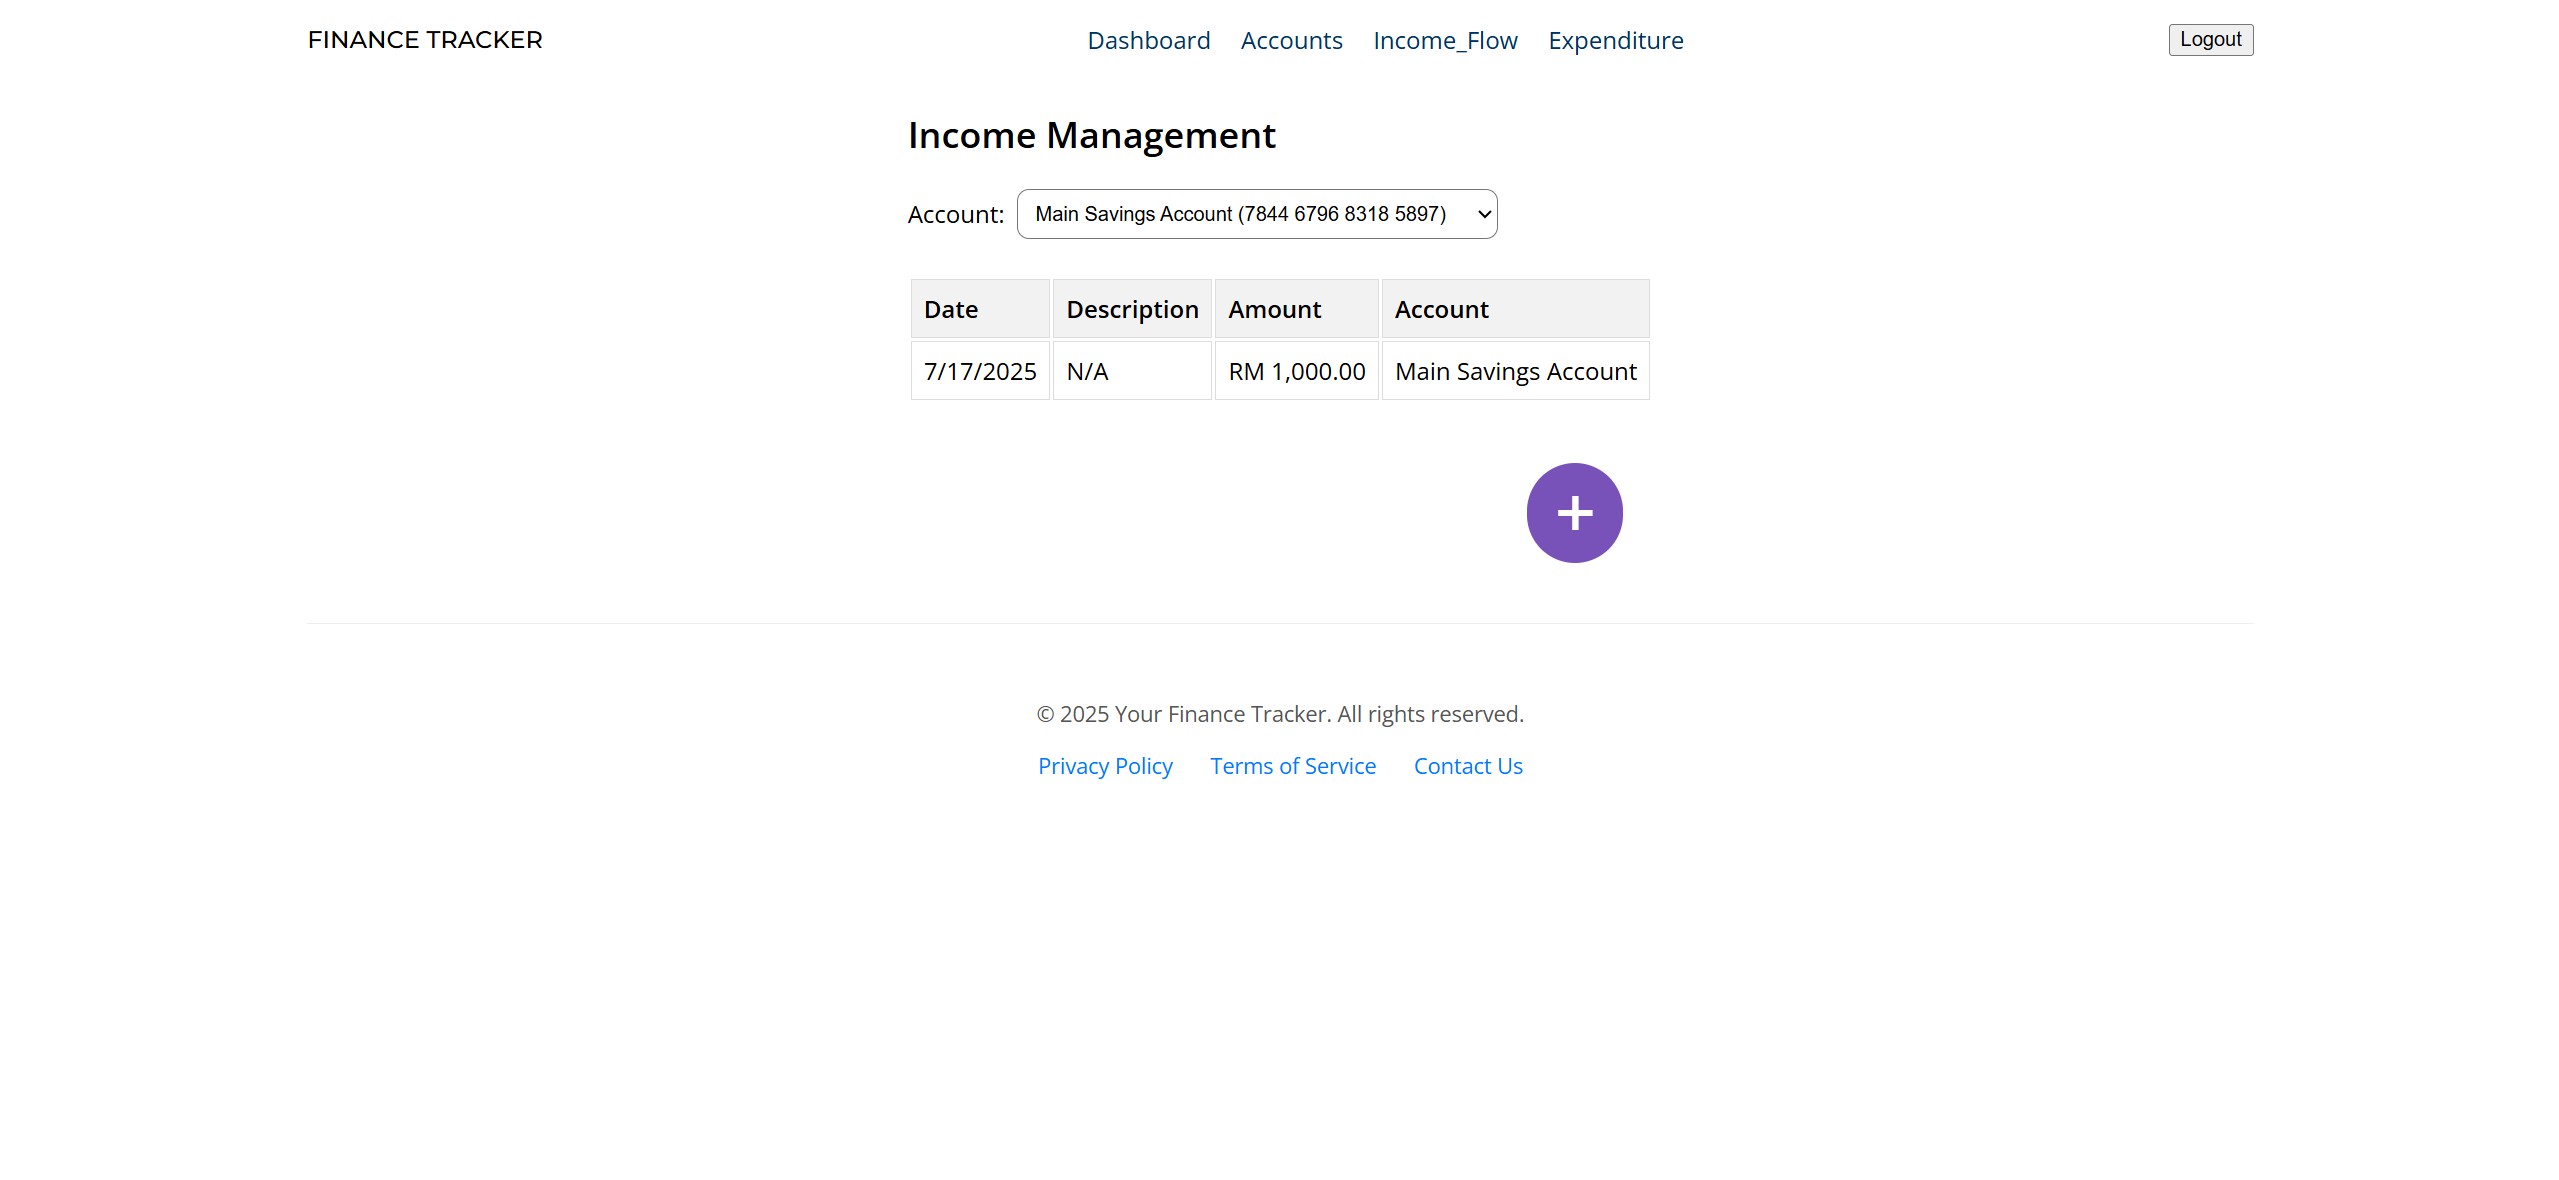 FINANCE TRACKER Dashboard Accounts Income_Flow Expenditure Logout
Income Management
Account: Main Savings Account (7844 6796 8318 5897)
Date Description Amount Account
7/17/2025 N/A RM 1,000.00 Main Savings Account
+
© 2025 Your Finance Tracker. All rights reserved.
Privacy Policy Terms of Service Contact Us